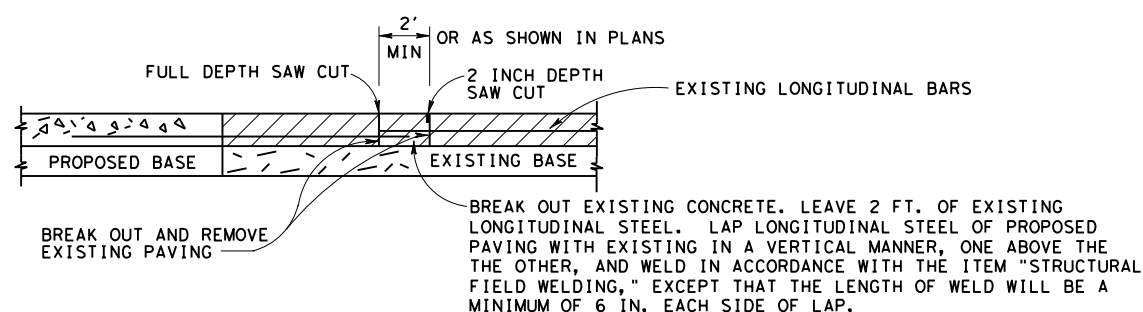 2'
MIN
OR AS SHOWN IN PLANS
FULL DEPTH SAW CUT
2 INCH DEPTH
SAW CUT
EXISTING LONGITUDINAL BARS
PROPOSED BASE
EXISTING BASE
BREAK OUT AND REMOVE
EXISTING PAVING
BREAK OUT EXISTING CONCRETE. LEAVE 2 FT. OF EXISTING
LONGITUDINAL STEEL. LAP LONGITUDINAL STEEL OF PROPOSED
PAVING WITH EXISTING IN A VERTICAL MANNER, ONE ABOVE THE
THE OTHER, AND WELD IN ACCORDANCE WITH THE ITEM "STRUCTURAL
FIELD WELDING," EXCEPT THAT THE LENGTH OF WELD WILL BE A
MINIMUM OF 6 IN. EACH SIDE OF LAP.